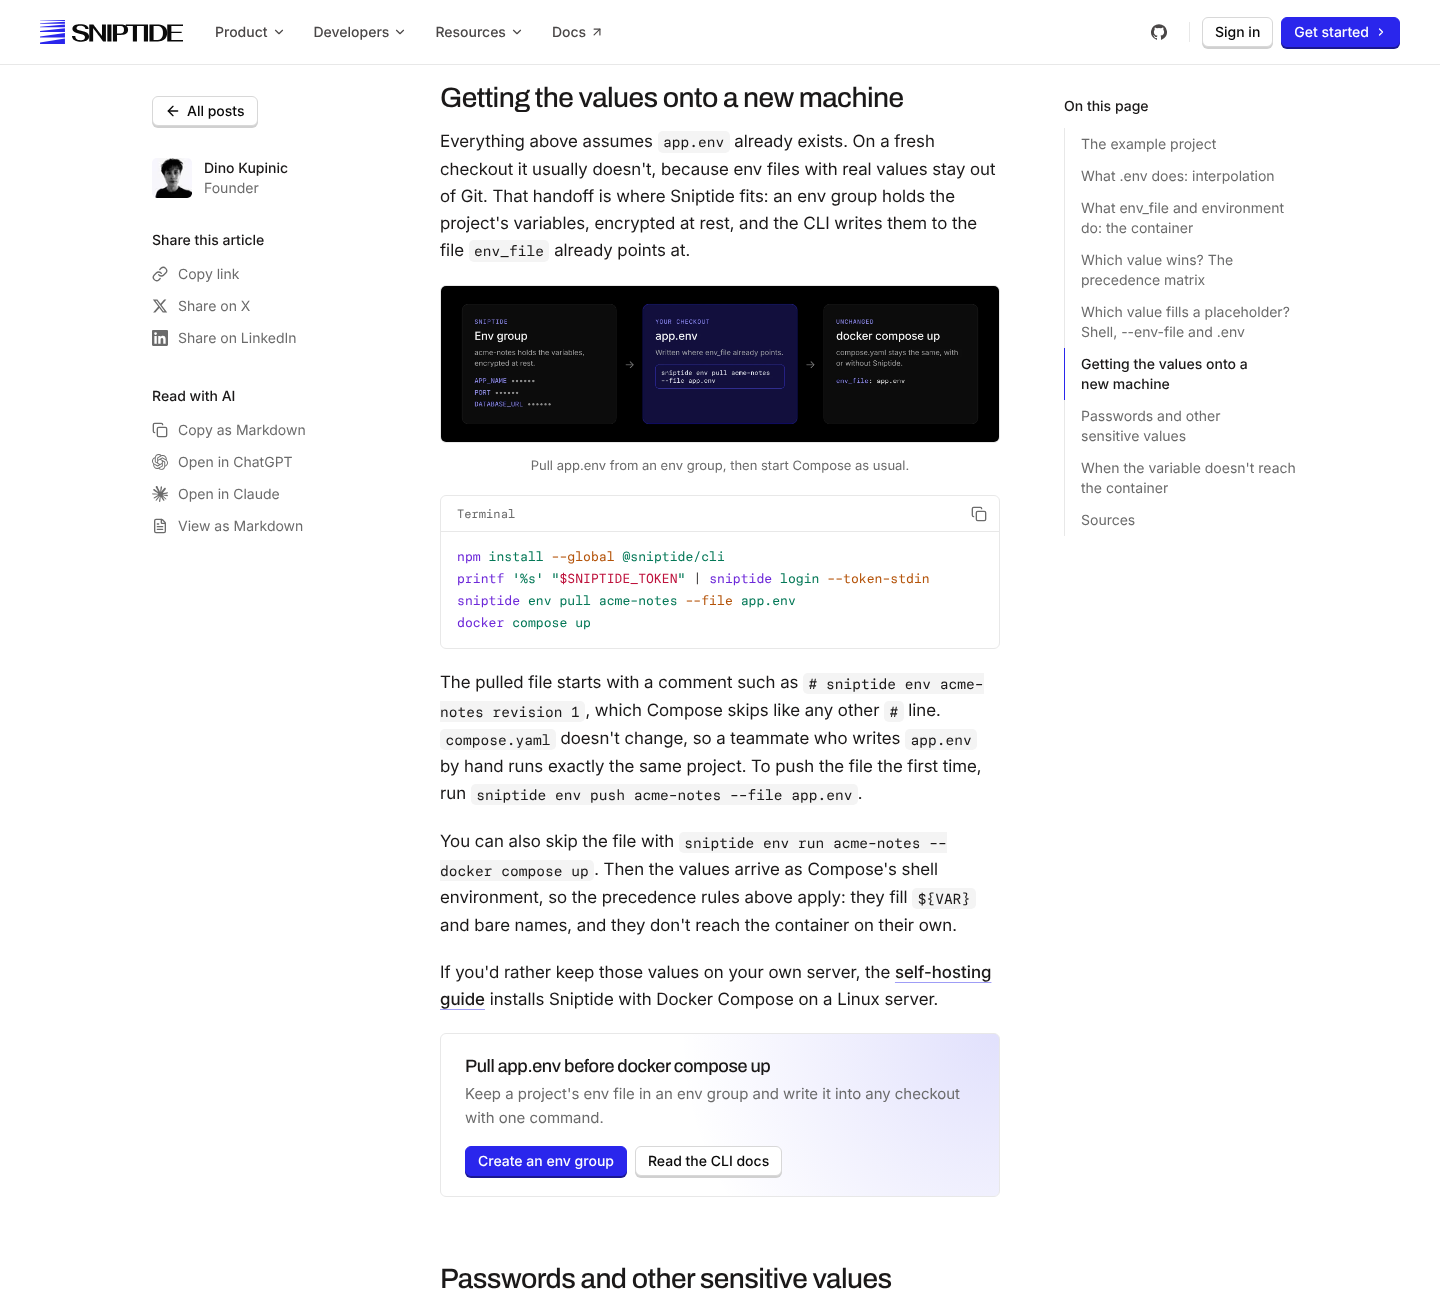 SNIPTIDE
Product
Developers
Resources
Docs
Sign in
Get started
All posts
Dino Kupinic
Founder
Share this article
Copy link
Share on X
Share on LinkedIn
Read with AI
Copy as Markdown
Open in ChatGPT
Open in Claude
View as Markdown
Getting the values onto a new machine
Everything above assumes app.env already exists. On a fresh
checkout it usually doesn't, because env files with real values stay out
of Git. That handoff is where Sniptide fits: an env group holds the
project's variables, encrypted at rest, and the CLI writes them to the
file env_file already points at.
SNIPTIDE
Env group
acme-notes holds the variables,
encrypted at rest.
APP_NAME ••••••
PORT ••••••
DATABASE_URL ••••••
→
YOUR CHECKOUT
app.env
Written where env_file already points.
sniptide env pull acme-notes
--file app.env
→
UNCHANGED
docker compose up
compose.yaml stays the same, with
or without Sniptide.
env_file: app.env
Pull app.env from an env group, then start Compose as usual.
Terminal
npm install --global @sniptide/cli
printf '%s' "$SNIPTIDE_TOKEN" | sniptide login --token-stdin
sniptide env pull acme-notes --file app.env
docker compose up
The pulled file starts with a comment such as # sniptide env acme-
notes revision 1, which Compose skips like any other # line.
compose.yaml doesn't change, so a teammate who writes app.env
by hand runs exactly the same project. To push the file the first time,
run sniptide env push acme-notes --file app.env.
You can also skip the file with sniptide env run acme-notes --
docker compose up. Then the values arrive as Compose's shell
environment, so the precedence rules above apply: they fill ${VAR}
and bare names, and they don't reach the container on their own.
If you'd rather keep those values on your own server, the self-hosting
guide installs Sniptide with Docker Compose on a Linux server.
Pull app.env before docker compose up
Keep a project's env file in an env group and write it into any checkout
with one command.
Create an env group
Read the CLI docs
Passwords and other sensitive values
On this page
The example project
What .env does: interpolation
What env_file and environment
do: the container
Which value wins? The
precedence matrix
Which value fills a placeholder?
Shell, --env-file and .env
Getting the values onto a
new machine
Passwords and other
sensitive values
When the variable doesn't reach
the container
Sources